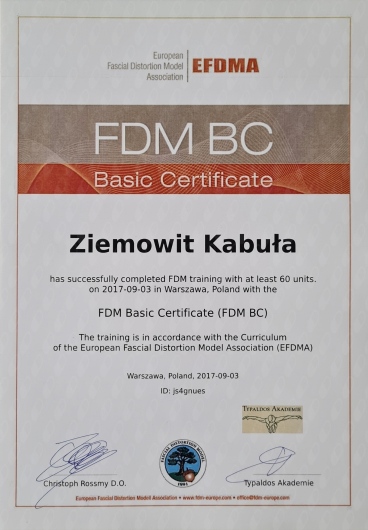 European
Fascial Distortion Model
Association
EFDMA
FDM BC
Basic Certificate
Ziemowit Kabuła
has successfully completed FDM training with at least 60 units.
on 2017-09-03 in Warszawa, Poland with the
FDM Basic Certificate (FDM BC)
The training is in accordance with the Curriculum
of the European Fascial Distortion Model Association (EFDMA)
Warszawa, Poland, 2017-09-03
ID: js4gnues
TYPALDOS AKADEMIE
FASCIAL DISTORTION MODEL
FDM
Christoph Rossmy D.O.
Typaldos Akademie
European Fascial Distortion Modell Association • www.fdm-europe.com • office@fdm-europe.com